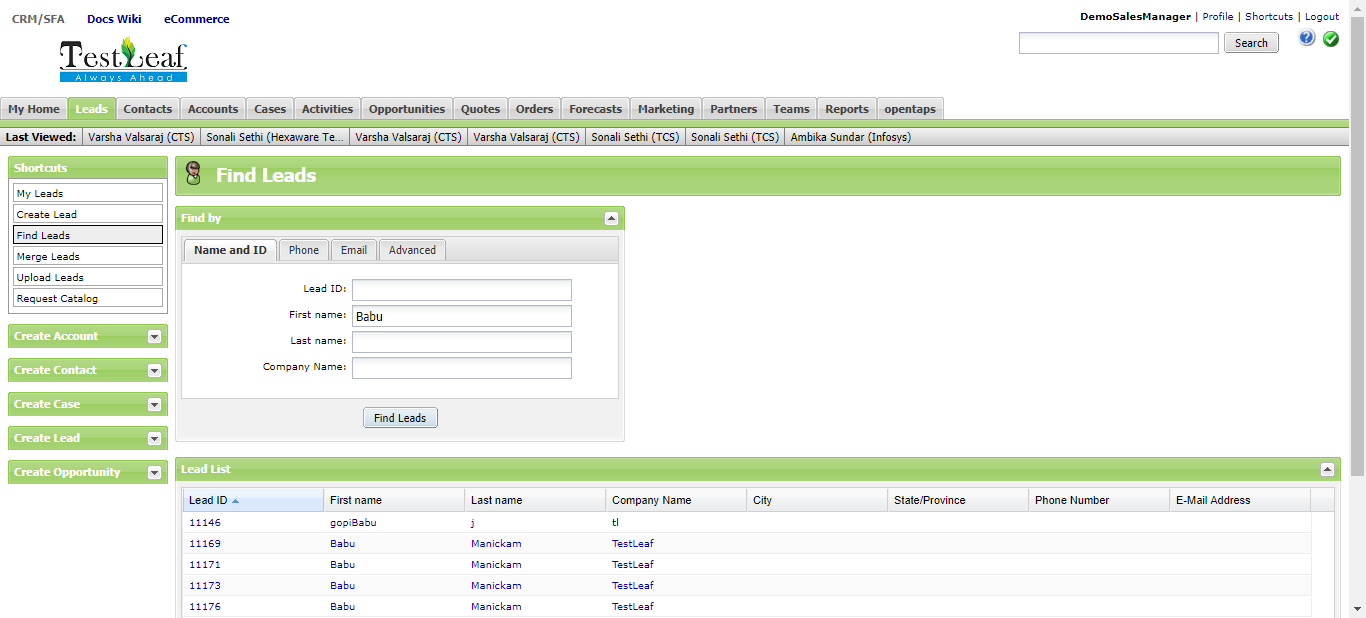 CRM/SFA Docs Wiki eCommerce
DemoSalesManager | Profile | Shortcuts | Logout
TestLeaf
Always Ahead
Search
?
My Home Leads Contacts Accounts Cases Activities Opportunities Quotes Orders Forecasts Marketing Partners Teams Reports opentaps
Last Viewed: Varsha Valsaraj (CTS) Sonali Sethi (Hexaware Te... Varsha Valsaraj (CTS) Varsha Valsaraj (CTS) Sonali Sethi (TCS) Sonali Sethi (TCS) Ambika Sundar (Infosys)
Shortcuts
My Leads
Create Lead
Find Leads
Merge Leads
Upload Leads
Request Catalog
Create Account
Create Contact
Create Case
Create Lead
Create Opportunity
Find Leads
Find by
Name and ID Phone Email Advanced
Lead ID:
First name: Babu
Last name:
Company Name:
Find Leads
Lead List
Lead ID First name Last name Company Name City State/Province Phone Number E-Mail Address
11146 gopiBabu j tl
11169 Babu Manickam TestLeaf
11171 Babu Manickam TestLeaf
11173 Babu Manickam TestLeaf
11176 Babu Manickam TestLeaf